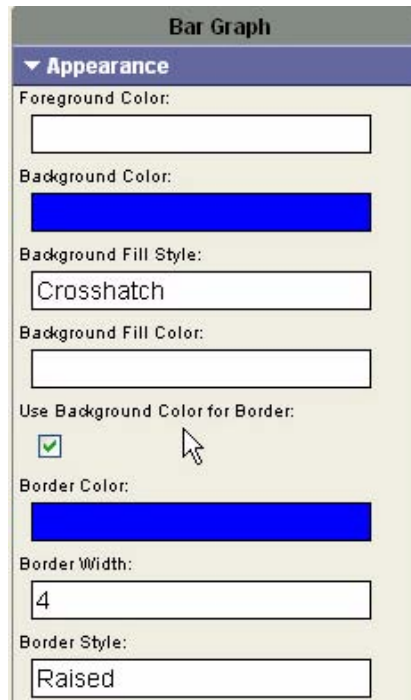 Bar Graph
Appearance
Foreground Color:
Background Color:
Background Fill Style:
Crosshatch
Background Fill Color:
Use Background Color for Border:
Border Color:
Border Width:
4
Border Style:
Raised